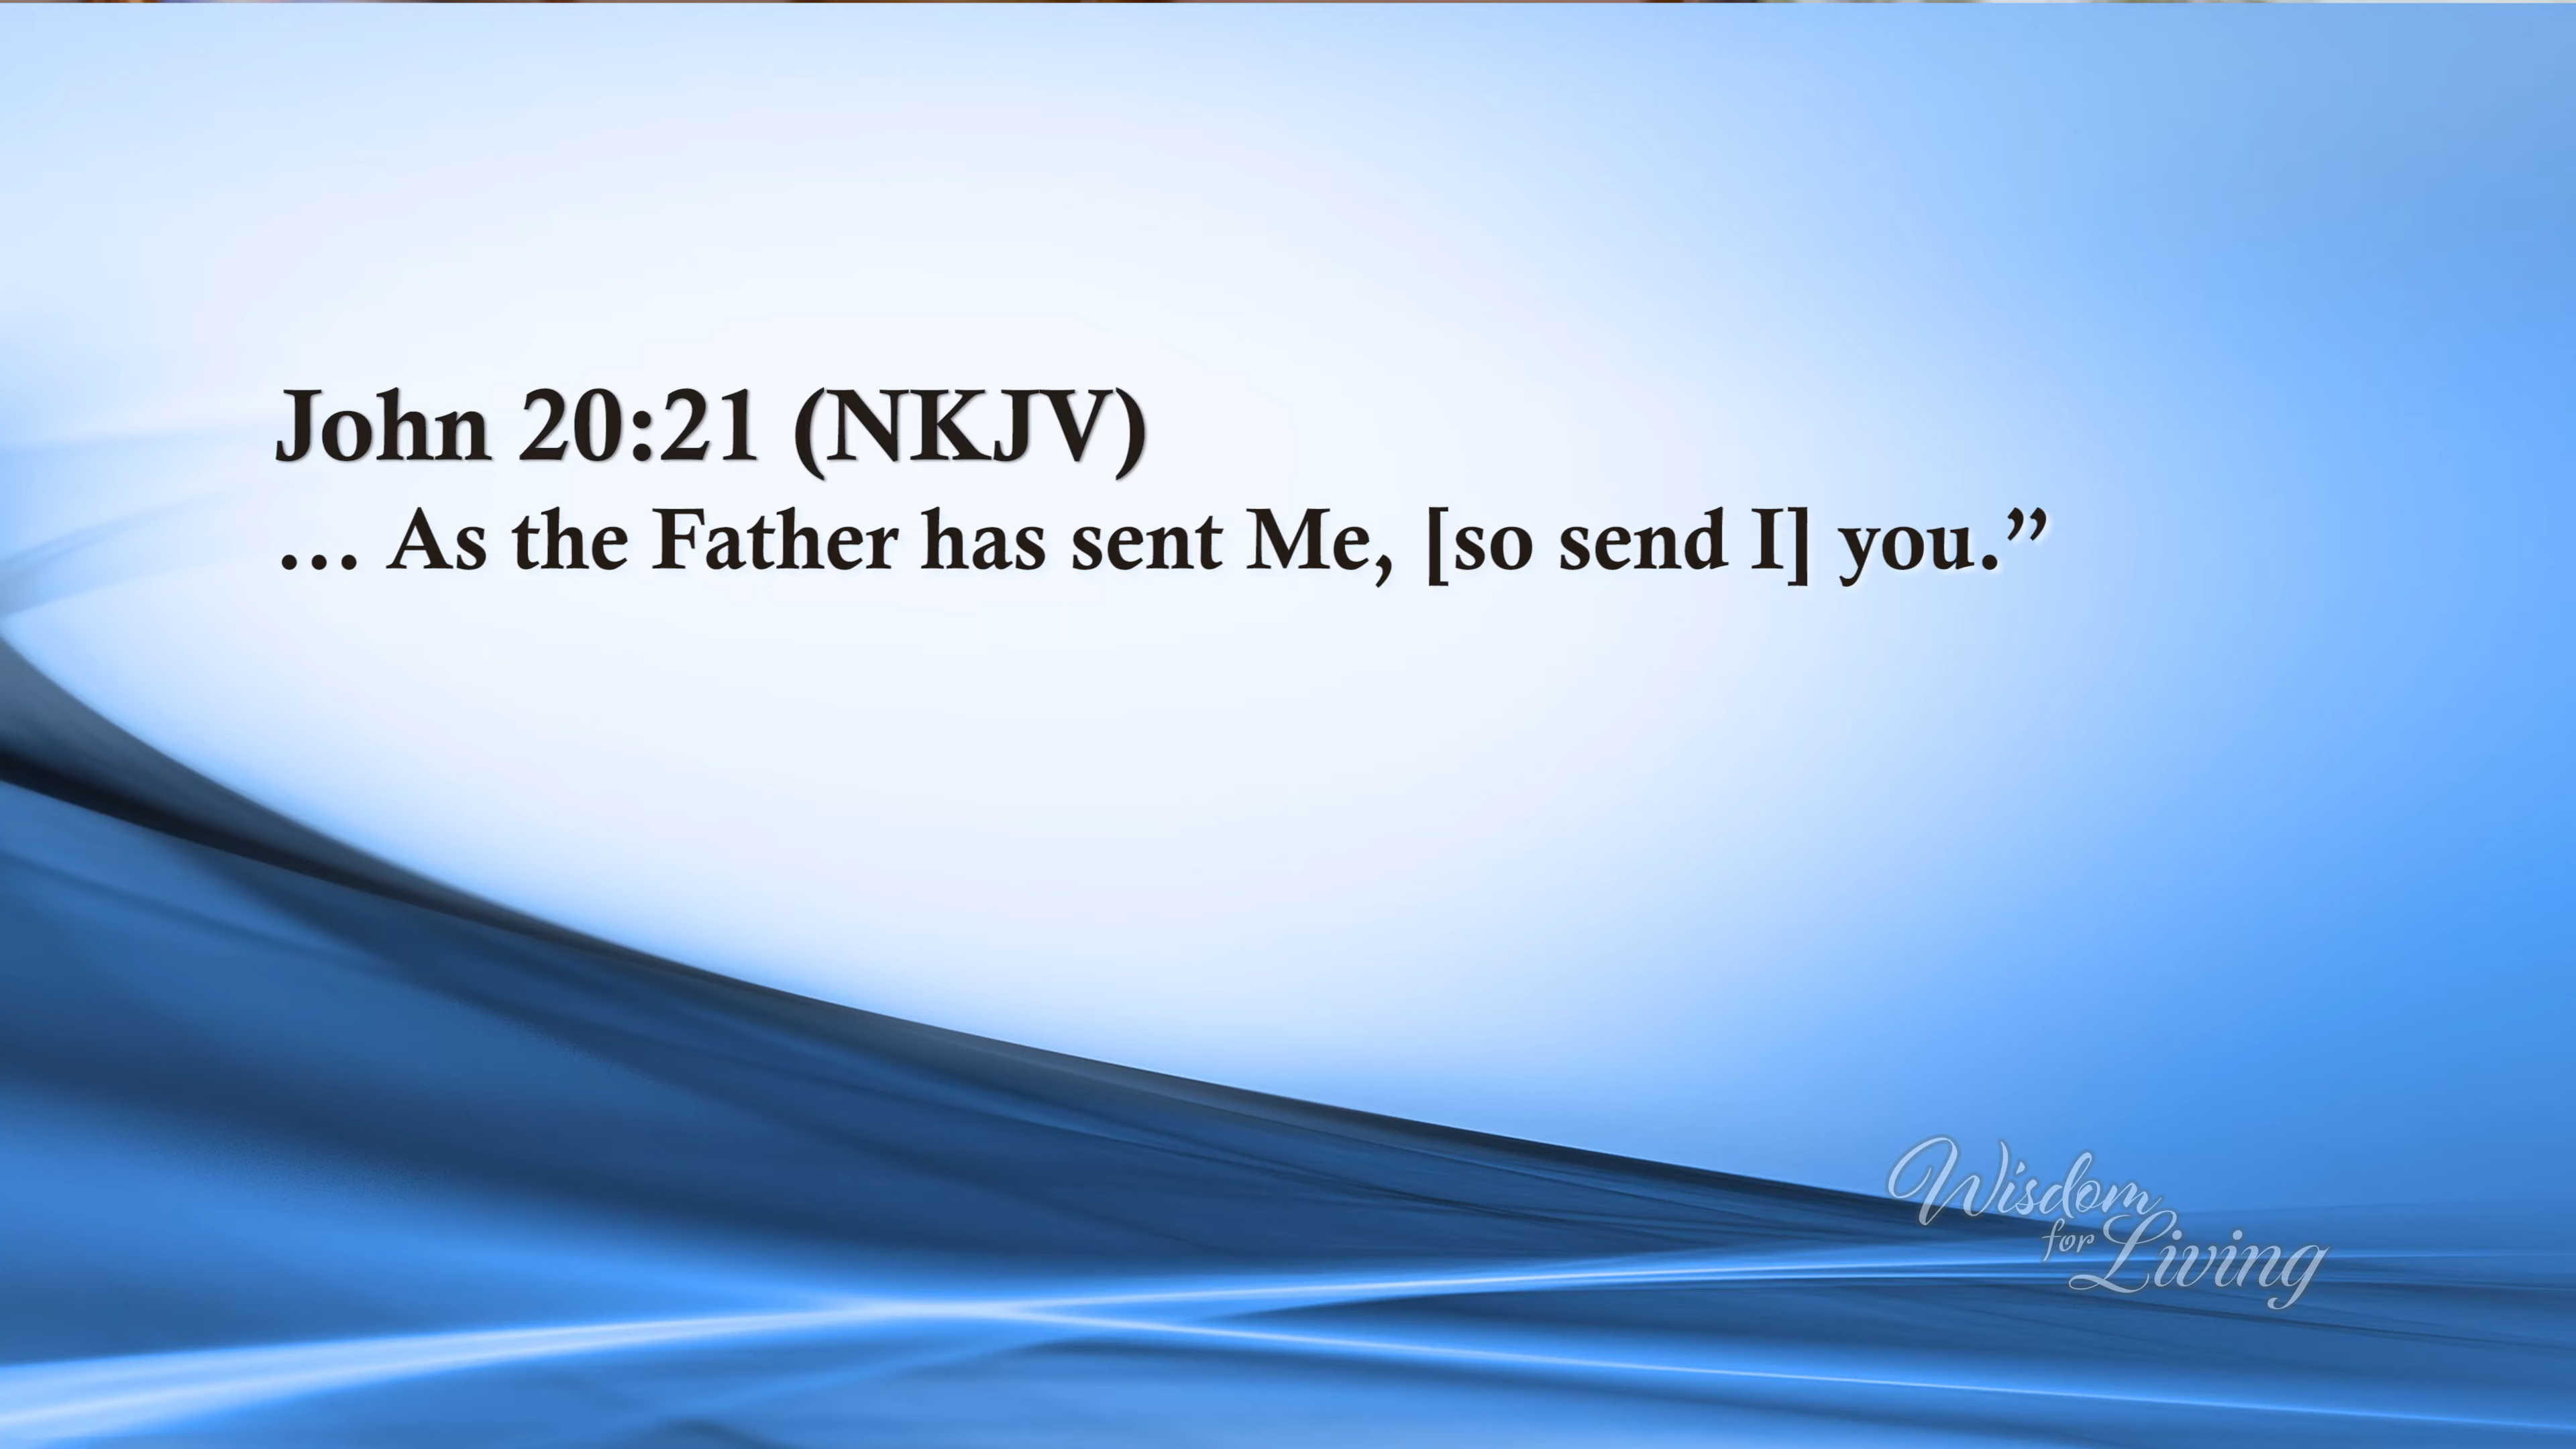 John 20:21 (NKJV)
… As the Father has sent Me, [so send I] you.”
Wisdom
for Living